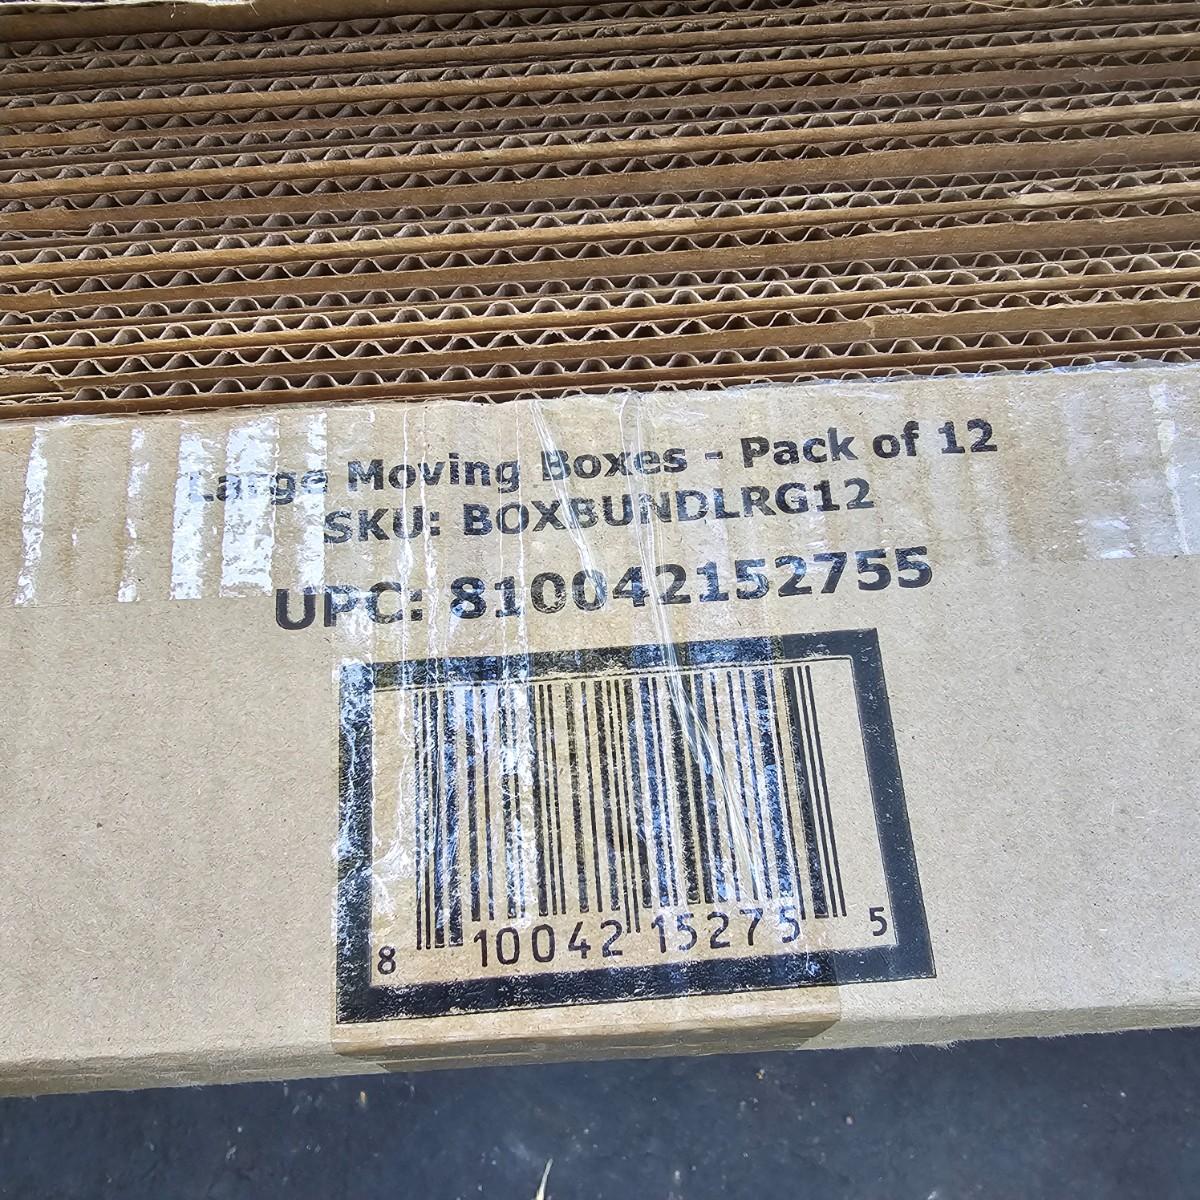 Large Moving Boxes - Pack of 12
SKU: BOXBUNDLRG12
UPC: 810042152755
8 10042 15275 5